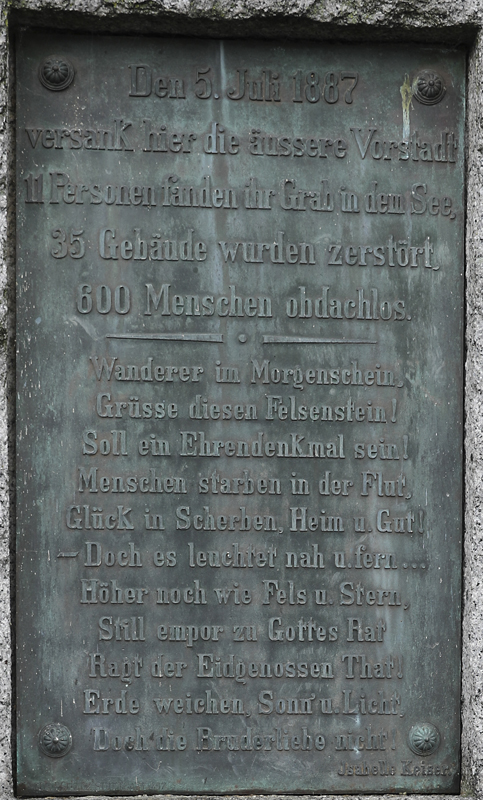 Den 5. Juli 1887
versank hier die äussere Vorstadt
11 Personen fanden ihr Grab in dem See,
35 Gebäude wurden zerstört,
600 Menschen obdachlos.
Wanderer im Morgenschein,
Grüsse diesen Felsenstein!
Soll ein Ehrendenkmal sein!
Menschen starben in der Flut,
Glück in Scherben, Heim u. Gut!
– Doch es leuchtet nah u. fern...
Höher noch wie Fels u. Stern,
Still empor zu Gottes Rat
Ragt der Eidgenossen That!
Erde weichen, Sonn' u. Licht,
Doch die Bruderliebe nicht!
Isabelle Kaiser.